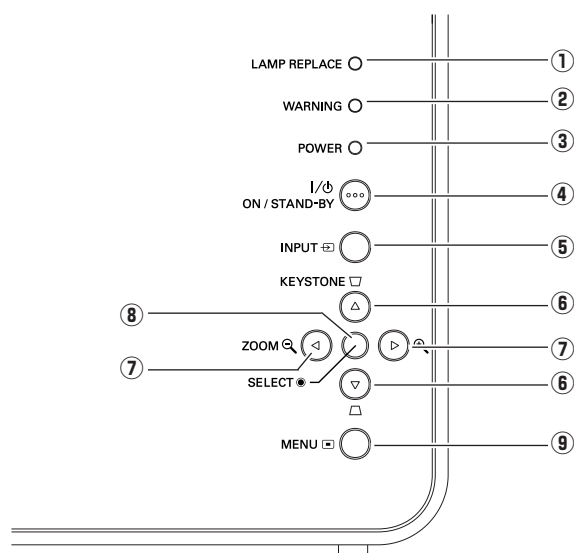 LAMP REPLACE ①
WARNING ②
POWER ③
I/⏻
ON / STAND-BY ④
INPUT ⑤
KEYSTONE
⑥
⑧
ZOOM ⑦
⑦
SELECT ⑥
MENU ⑨